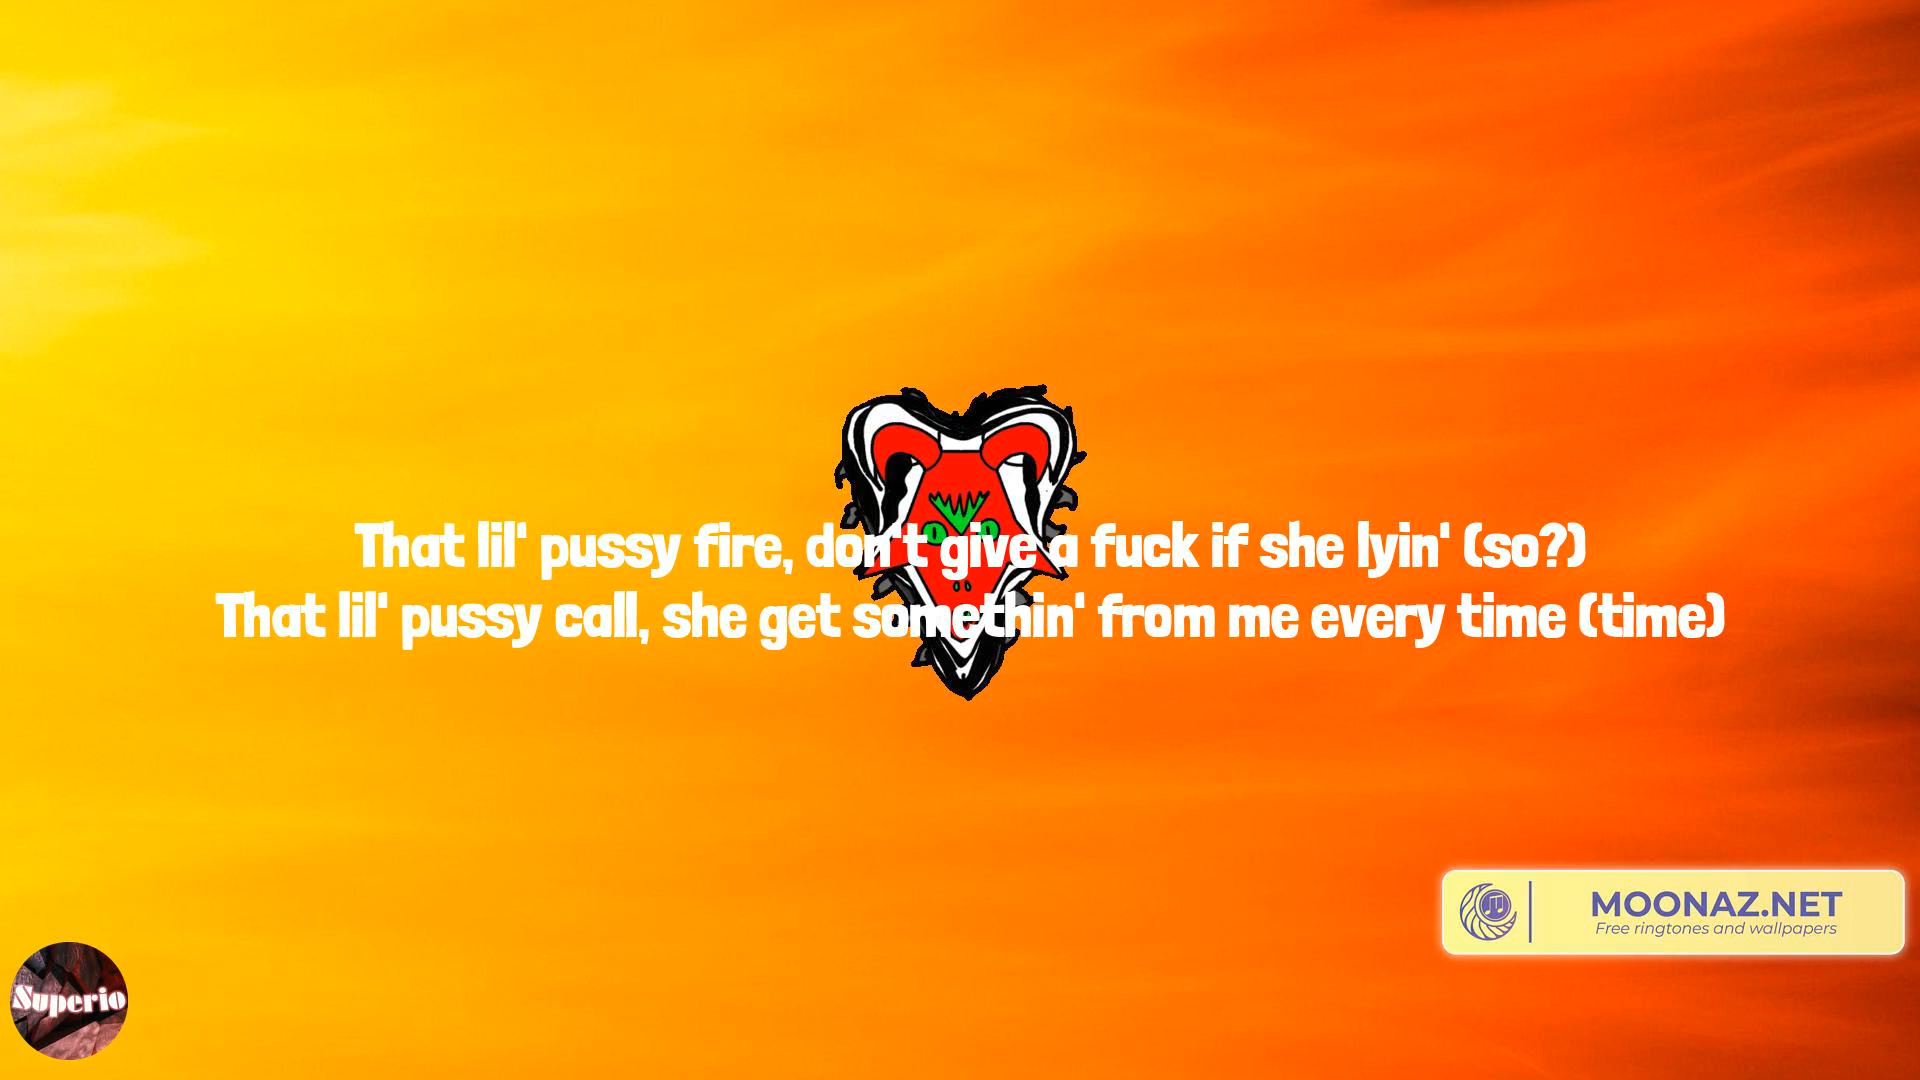 That lil' pussy fire, don't give a fuck if she lyin' (so?)
That lil' pussy call, she get somethin' from me every time (time)
MOONAZ.NET
Free ringtones and wallpapers
Superio